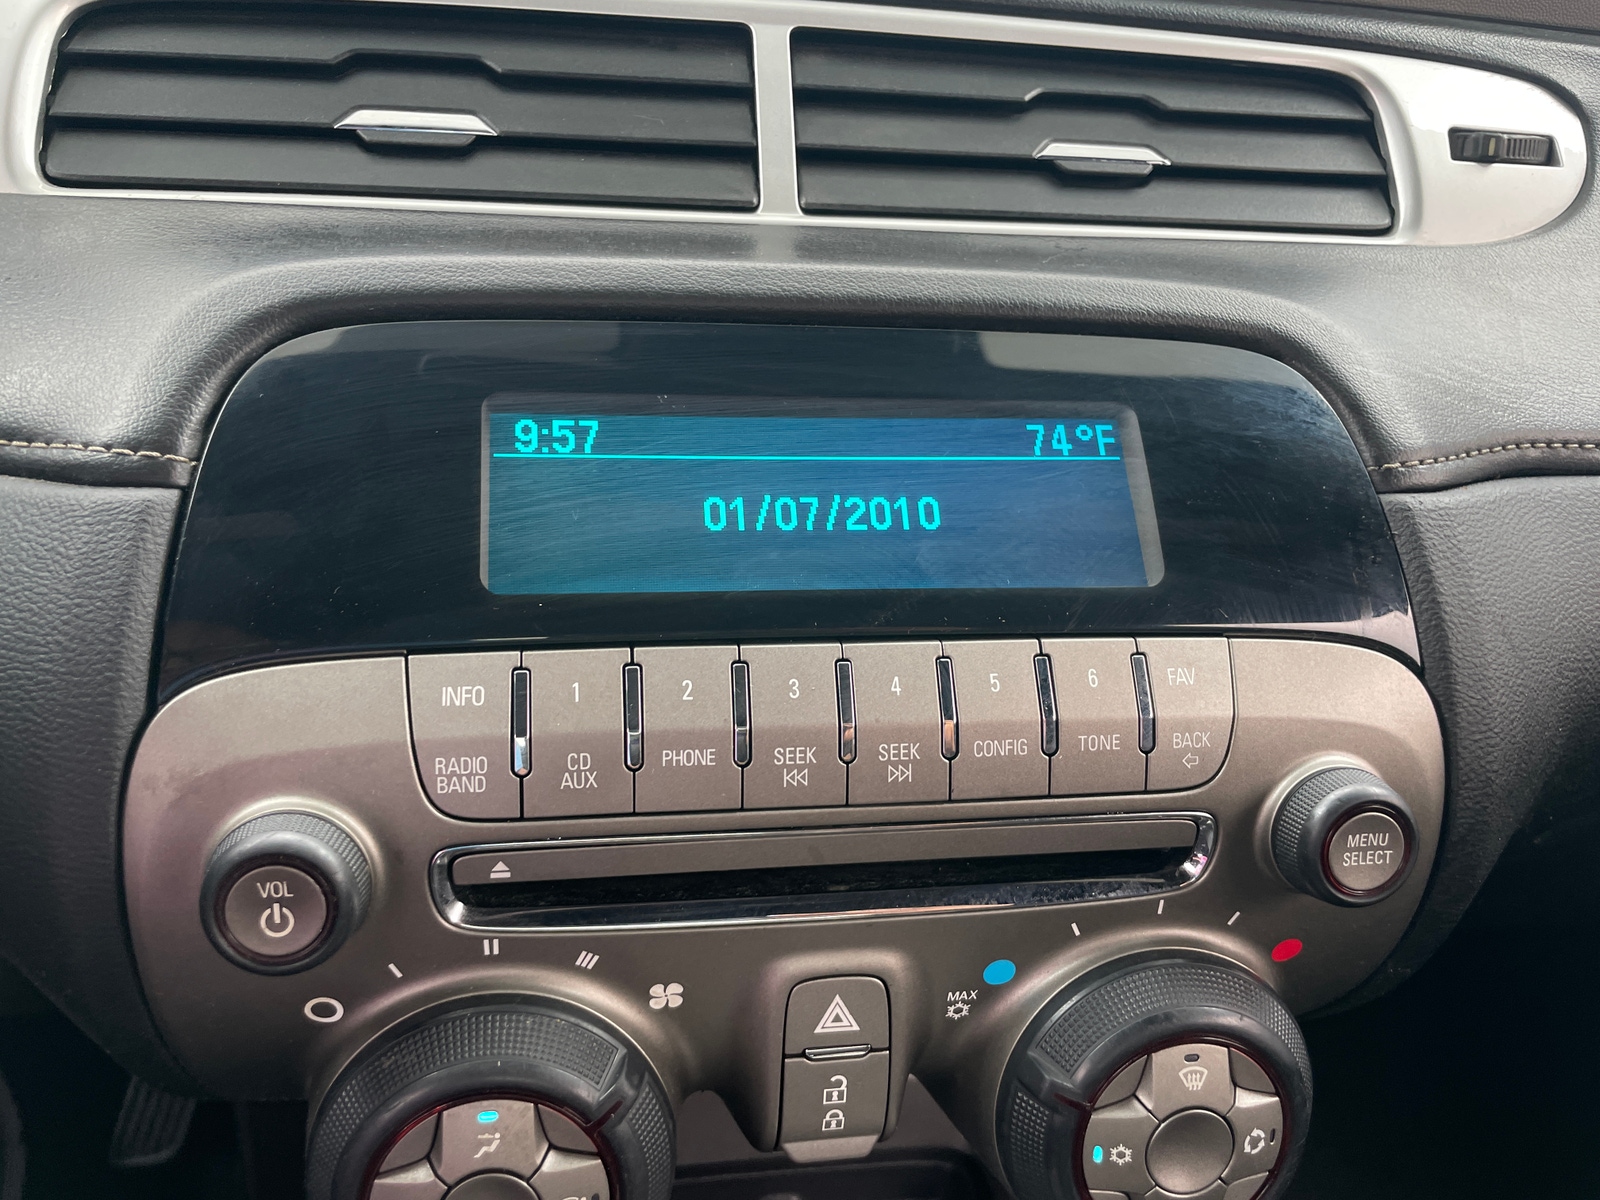 9:57 74°F
01/07/2010
INFO 1 2 3 4 5 6 FAV
RADIO BAND
CD AUX
PHONE
SEEK
SEEK
CONFIG
TONE
BACK
VOL
MENU
SELECT
MAX